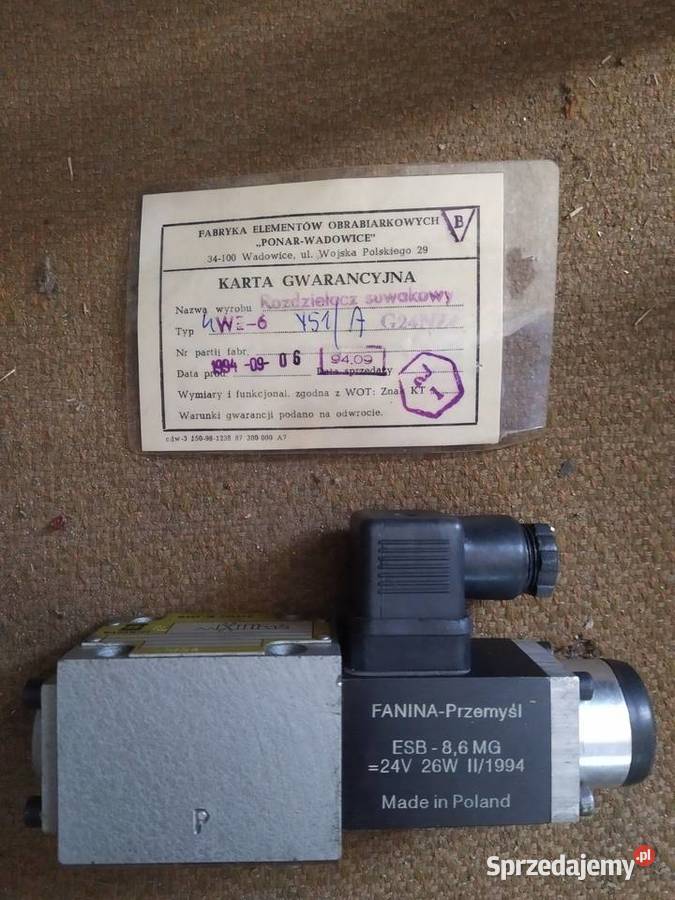 FABRYKA ELEMENTÓW OBRABIARKOWYCH
„PONAR-WADOWICE"
34-100 Wadowice, ul. Wojska Polskiego 29
B
KARTA GWARANCYJNA
Nazwa wyrobu Rozdzielacz suwakowy
Typ 4WE-6 Y51/A G24
Nr partii fabr.
Data prod 1994-09-06 Data sprzedaży 94.09
Wymiary i funkcjonal. zgodna z WOT: Znak KT
1
Warunki gwarancji podano na odwrocie.
FANINA-Przemyśl
ESB-8,6 MG
=24V 26W II/1994
Made in Poland
P
Sprzedajemy.pl